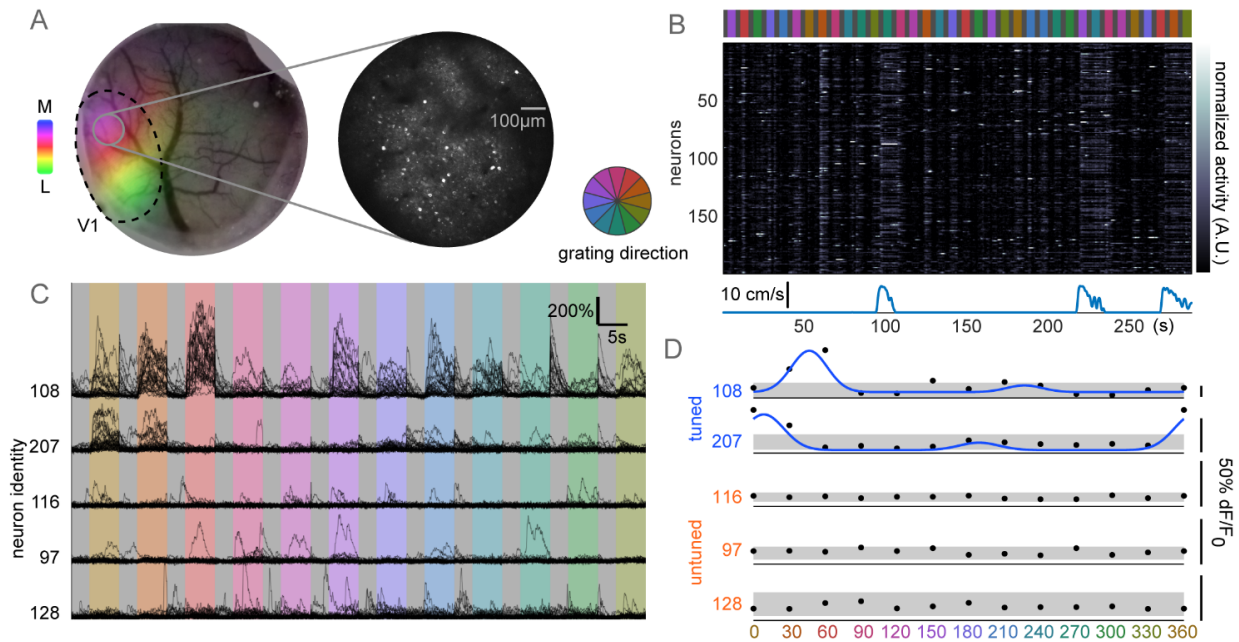 A
M
L
V1
100μm
grating direction
B
neurons
50
100
150
normalized activity (A.U.)
10 cm/s
50 100 150 200 250 (s)
C
200%
5s
neuron identity
108
207
116
97
128
D
tuned
108
207
untuned
116
97
128
50% dF/F0
0 30 60 90 120 150 180 210 240 270 300 330 360